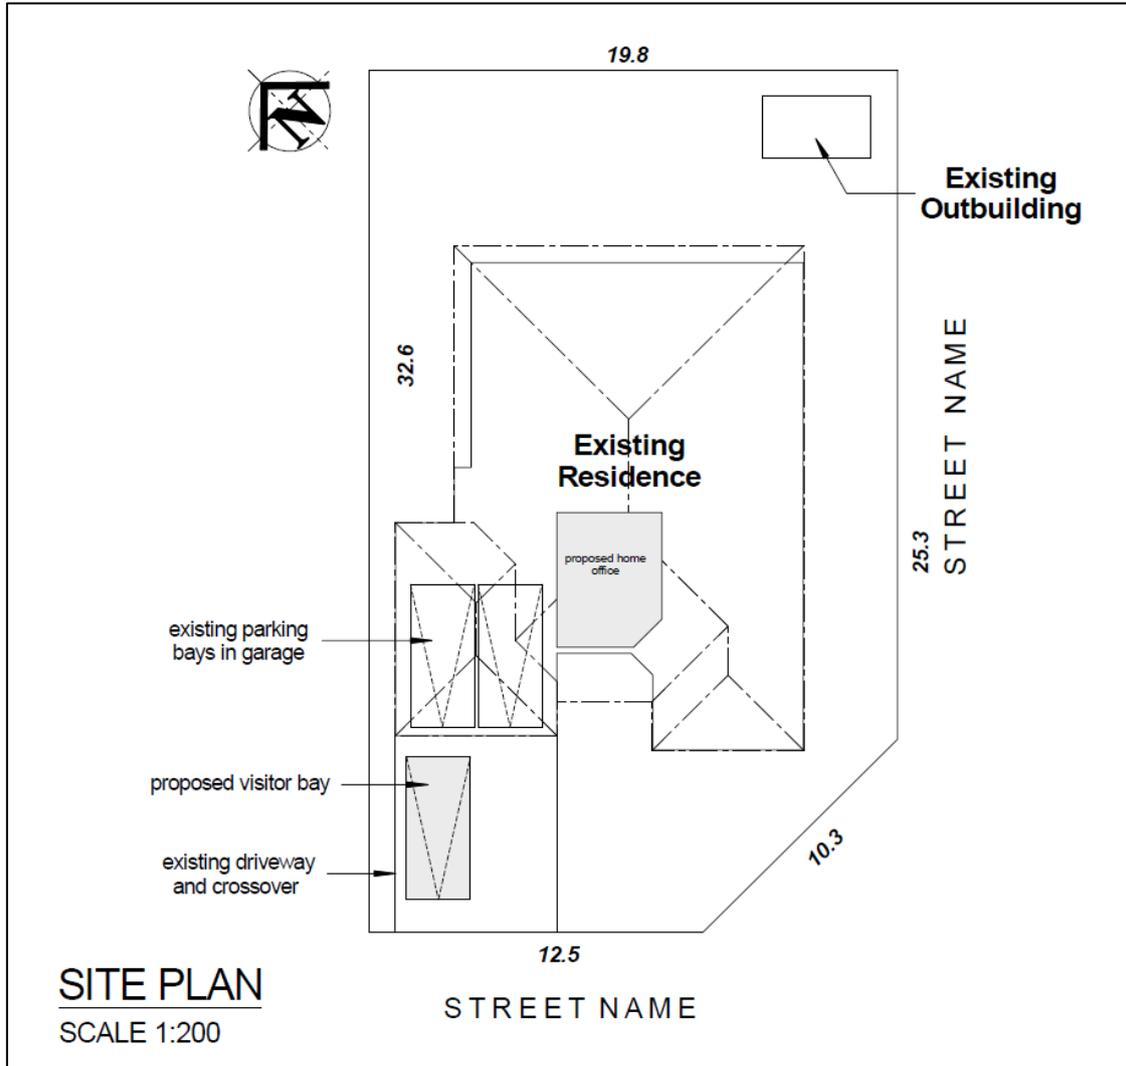 19.8
N
Existing
Outbuilding
32.6
STREET NAME
Existing
Residence
25.3
proposed home
office
existing parking
bays in garage
proposed visitor bay
10.3
existing driveway
and crossover
12.5
SITE PLAN
STREET NAME
SCALE 1:200